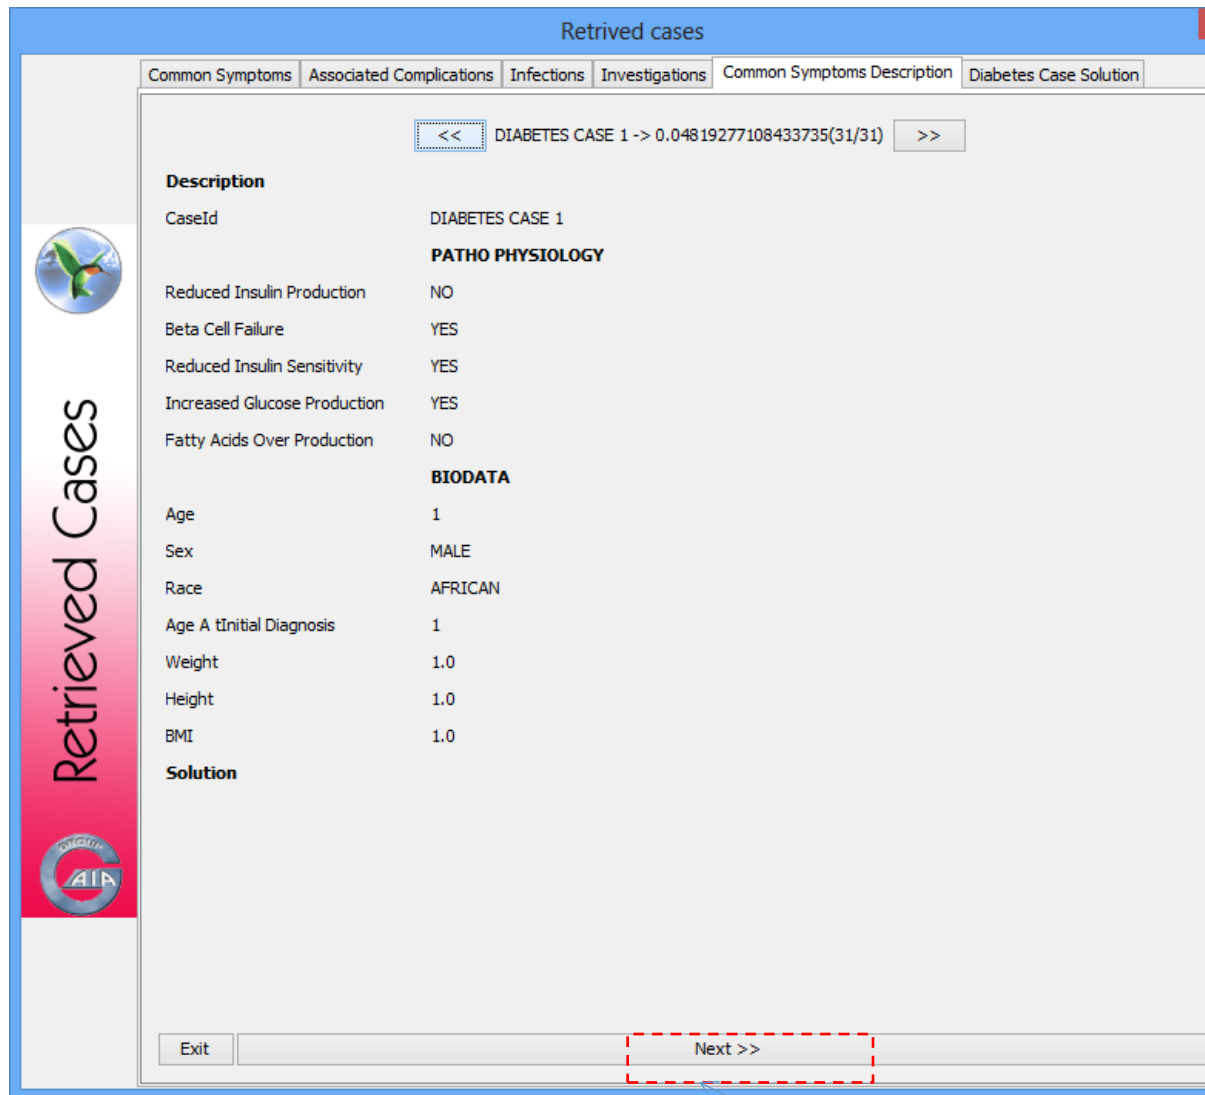 Retrived cases
Common Symptoms Associated Complications Infections Investigations Common Symptoms Description Diabetes Case Solution
<< DIABETES CASE 1 -> 0.04819277108433735(31/31) >>
Description
CaseId DIABETES CASE 1
PATHO PHYSIOLOGY
Reduced Insulin Production NO
Beta Cell Failure YES
Reduced Insulin Sensitivity YES
Increased Glucose Production YES
Fatty Acids Over Production NO
BIODATA
Age 1
Sex MALE
Race AFRICAN
Age A tInitial Diagnosis 1
Weight 1.0
Height 1.0
BMI 1.0
Solution
Retrieved Cases
GROUP
GAIA
Exit Next >>